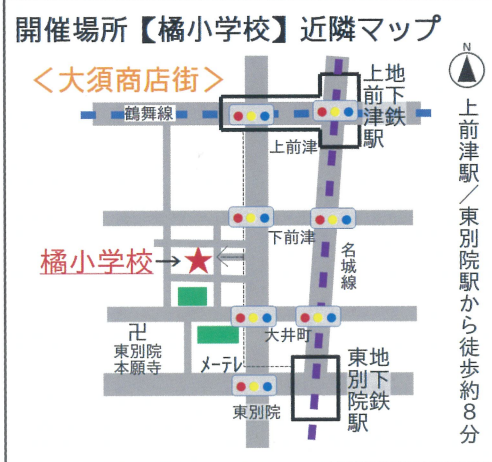 開催場所【橘小学校】近隣マップ
N
＜大須商店街＞
地下鉄
上前津駅
鶴舞線
上前津
上前津駅／東別院駅から徒歩約８分
下前津
橘小学校→
名城線
大井町
卍
東別院
本願寺
メーテレ
地下鉄
東別院駅
東別院